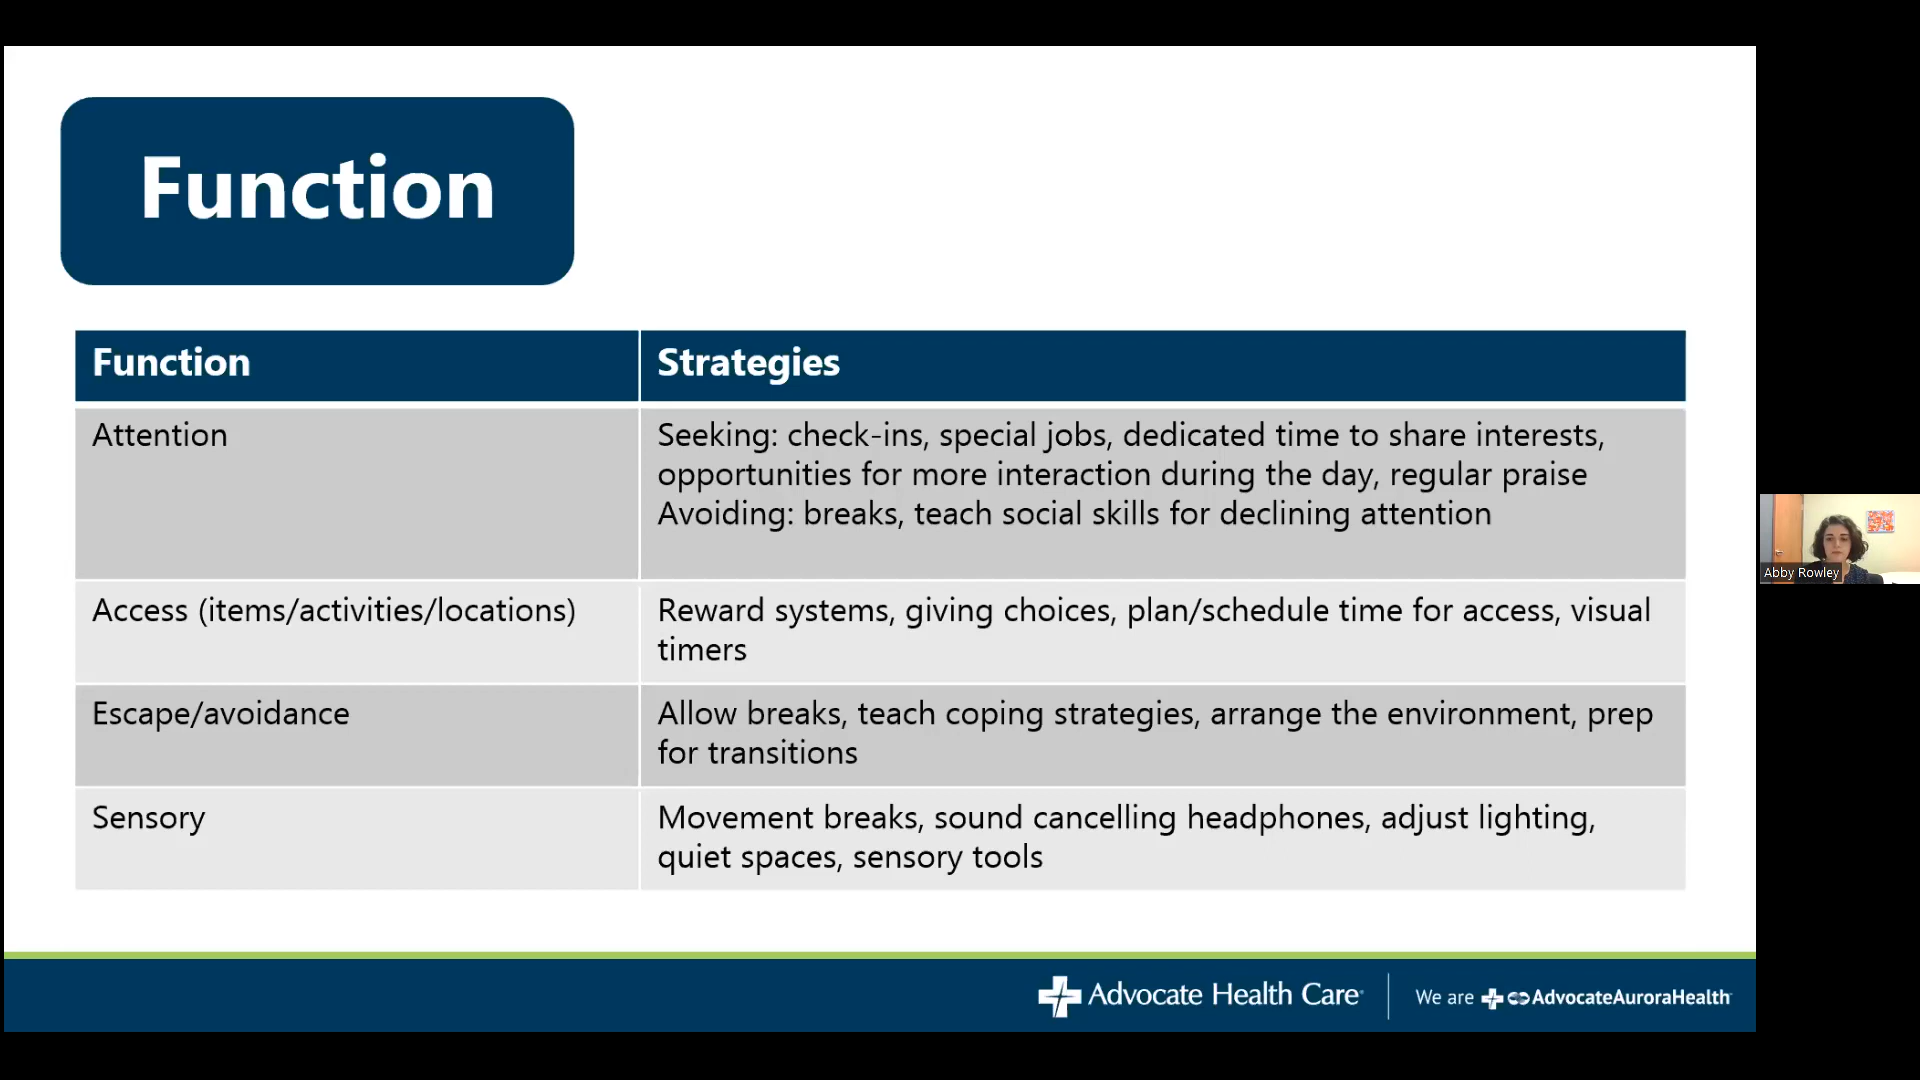 Function
Function
Strategies
Attention
Seeking: check-ins, special jobs, dedicated time to share interests,
opportunities for more interaction during the day, regular praise
Avoiding: breaks, teach social skills for declining attention
Access (items/activities/locations)
Reward systems, giving choices, plan/schedule time for access, visual
timers
Escape/avoidance
Allow breaks, teach coping strategies, arrange the environment, prep
for transitions
Sensory
Movement breaks, sound cancelling headphones, adjust lighting,
quiet spaces, sensory tools
Advocate Health Care
We are AdvocateAuroraHealth
Abby Rowley